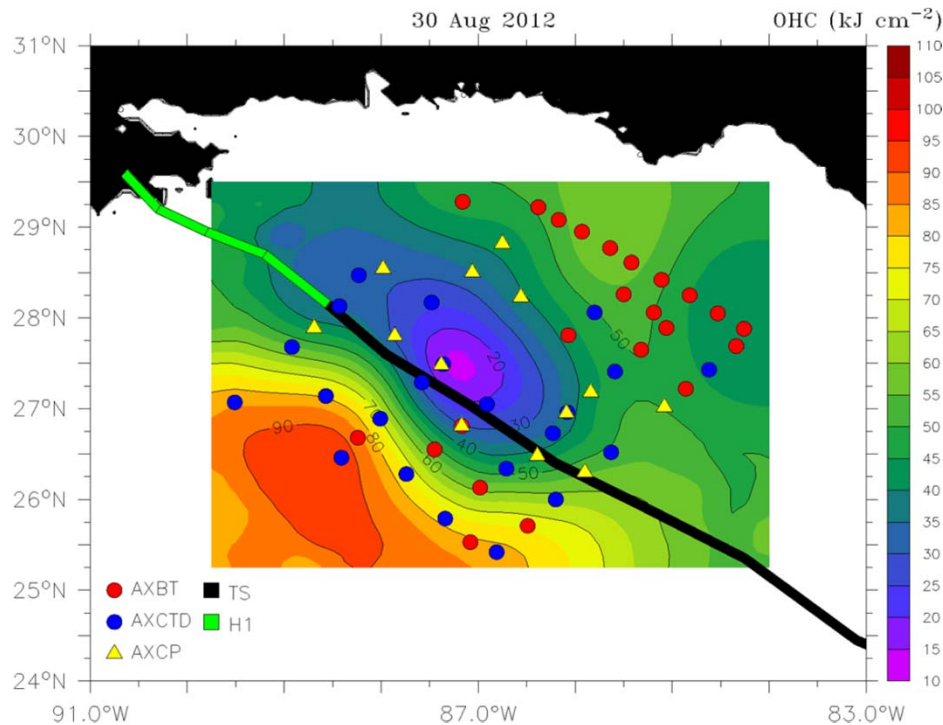 30 Aug 2012
OHC (kJ cm⁻²)
31°N
30°N
29°N
28°N
27°N
26°N
25°N
24°N
91.0°W
87.0°W
83.0°W
110
105
100
95
90
85
80
75
70
65
60
55
50
45
40
35
30
25
20
15
10
50
20
30
40
50
60
70
80
90
AXBT
TS
AXCTD
H1
AXCP